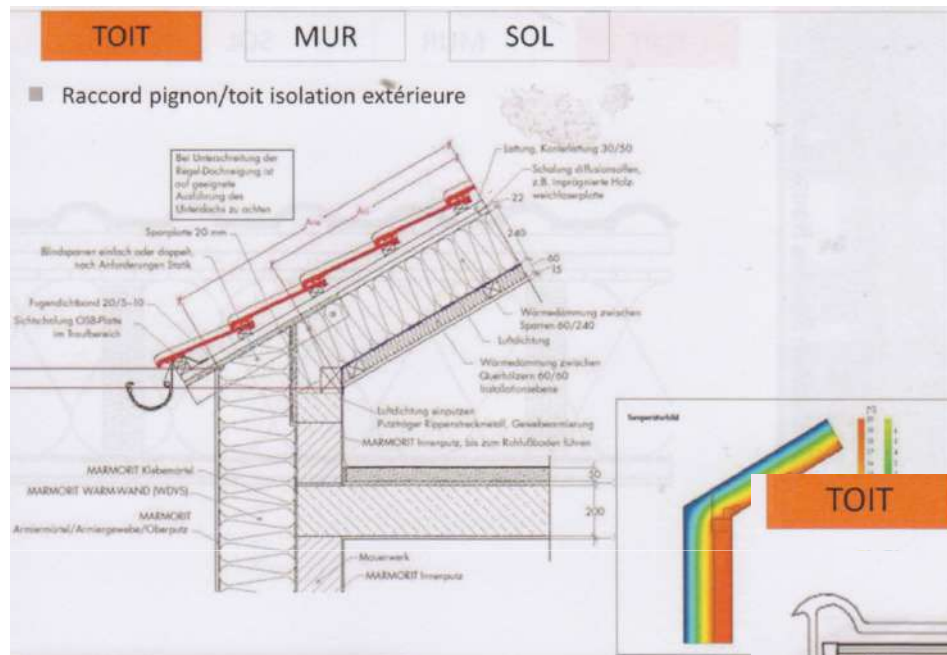 TOIT
MUR
SOL
Raccord pignon/toit isolation extérieure
Bei Unterschreitung der
Regel-Dachneigung ist
auf geeignete
Ausführung des
Unterdachs zu achten
Lattung, Konterlattung 30/50
Schalung diffusionsoffen,
z.B. imprägnierte Holz-
weichfaserplatte
22
240
60
15
Sparplatte 20 mm
Blindsparren einfach oder doppelt,
nach Anforderungen Statik
Fugendichtband 20/5–10
Sichtschalung OSB-Platte
im Traufbereich
Wärmedämmung zwischen
Sparren 60/240
Luftdichtung
Wärmedämmung zwischen
Querhölzern 60/60
Installationsebene
Luftdichtung einputzen
Putzträger Rippenstreckmetall, Gewebearmierung
MARMORIT Innenputz, bis zum Rohfußboden führen
MARMORIT Klebemörtel
MARMORIT WARM-WAND (WDVS)
MARMORIT
Armiermörtel/Armiergewebe/Oberputz
200
Mauerwerk
MARMORIT Innenputz
Temperaturbild
TOIT